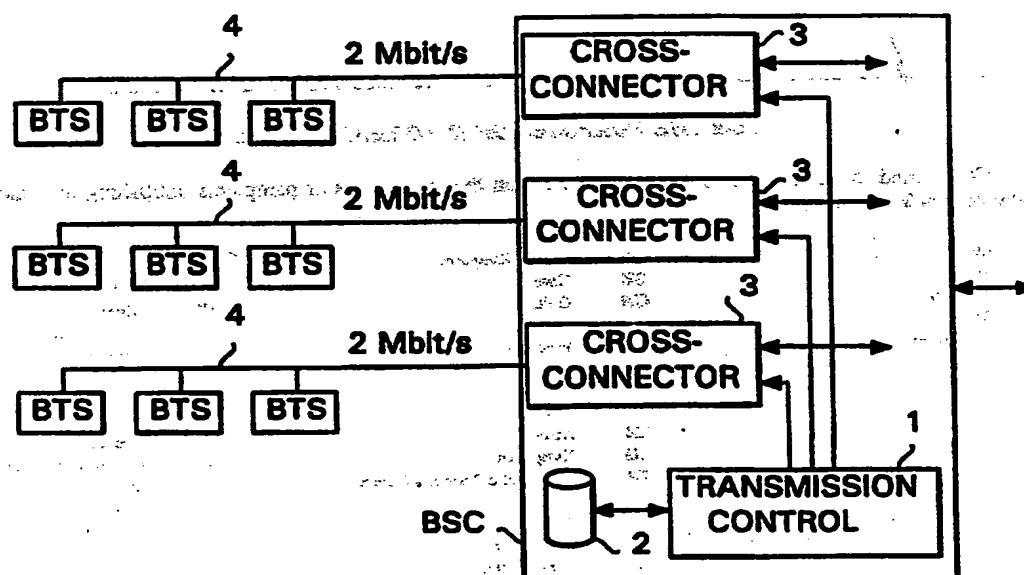 4 2 Mbit/s CROSS- 3
CONNECTOR
BTS BTS BTS
4 2 Mbit/s CROSS- 3
CONNECTOR
BTS BTS BTS
3
4 2 Mbit/s CROSS-
CONNECTOR
BTS BTS BTS
1
TRANSMISSION
CONTROL
BSC 2